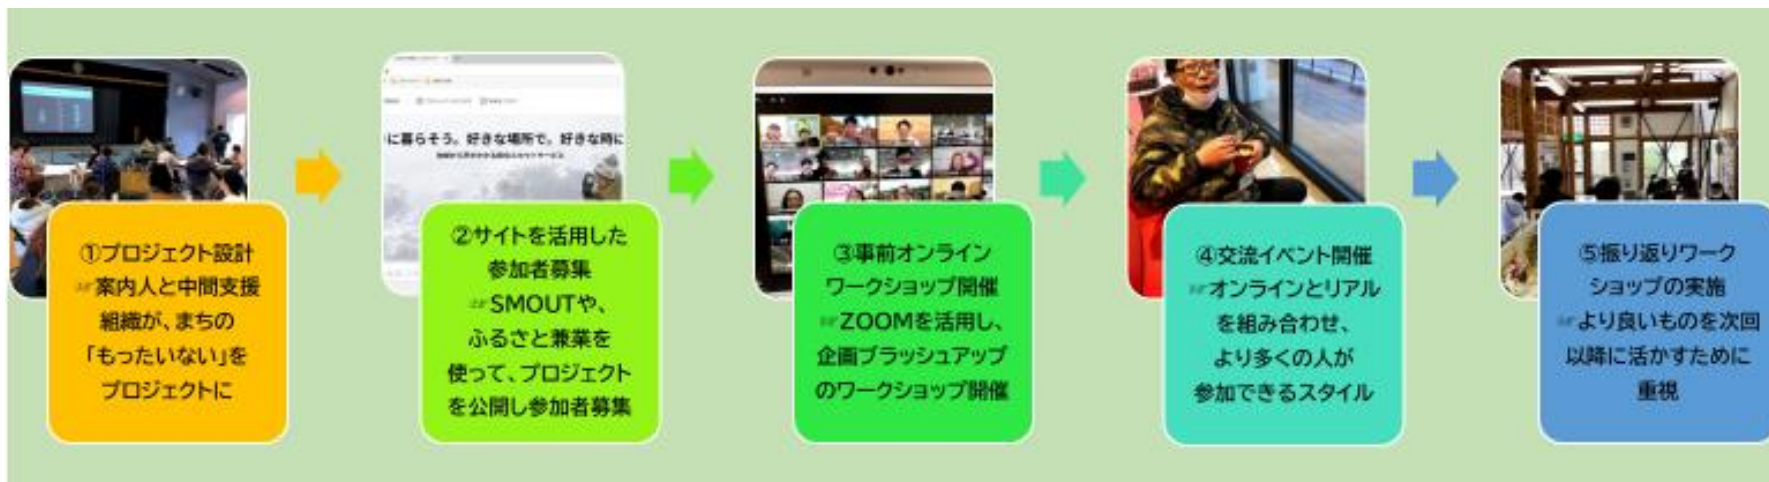 に暮らそう。好きな場所で、好きな時に
①プロジェクト設計
☞案内人と中間支援
組織が、まちの
「もったいない」を
プロジェクトに
②サイトを活用した
参加者募集
☞SMOUTや、
ふるさと兼業を
使って、プロジェクト
を公開し参加者募集
③事前オンライン
ワークショップ開催
☞ZOOMを活用し、
企画ブラッシュアップ
のワークショップ開催
④交流イベント開催
☞オンラインとリアル
を組み合わせ、
より多くの人が
参加できるスタイル
⑤振り返りワーク
ショップの実施
☞より良いものを次回
以降に活かすために
重視